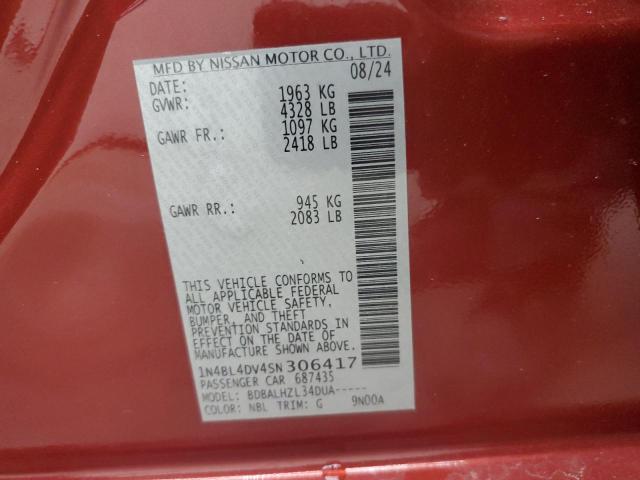 MFD BY NISSAN MOTOR CO., LTD.
DATE: 08/24
GVWR: 1963 KG
4328 LB
GAWR FR.: 1097 KG
2418 LB
GAWR RR.: 945 KG
2083 LB
THIS VEHICLE CONFORMS TO
ALL APPLICABLE FEDERAL
MOTOR VEHICLE SAFETY,
BUMPER, AND THEFT
PREVENTION STANDARDS IN
EFFECT ON THE DATE OF
MANUFACTURE SHOWN ABOVE.
1N4BL4DV4SN306417
PASSENGER CAR 687435
MODEL: BDBALHZL34DUA-----
COLOR: NBL TRIM: G 9N00A